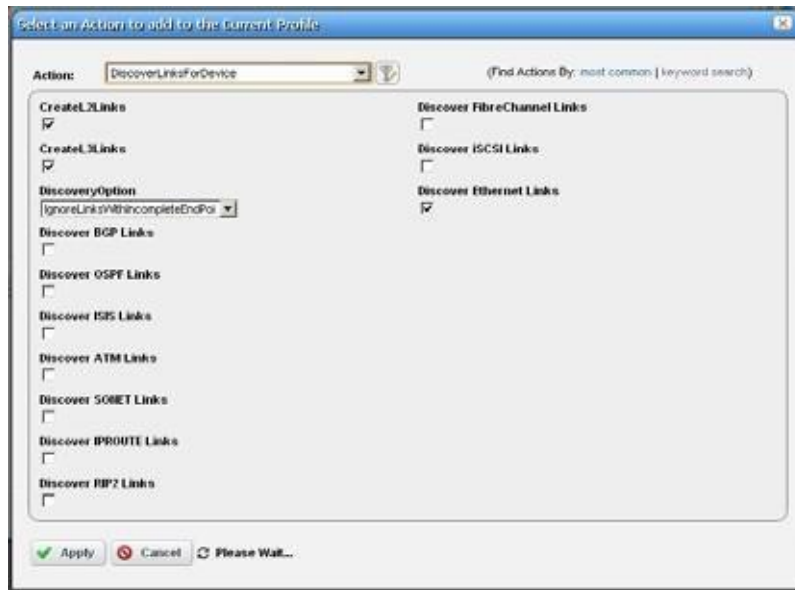 Select an Action to add to the Current Profile
Action: DiscoverLinksForDevice (Find Actions By: most common | keyword search)
CreateL2Links
CreateL3Links
DiscoveryOption
IgnoreLinksWithIncompleteEndPoi
Discover BGP Links
Discover OSPF Links
Discover ISIS Links
Discover ATM Links
Discover SONET Links
Discover IPROUTE Links
Discover RIP2 Links
Discover FibreChannel Links
Discover iSCSI Links
Discover Ethernet Links
Apply Cancel Please Wait...